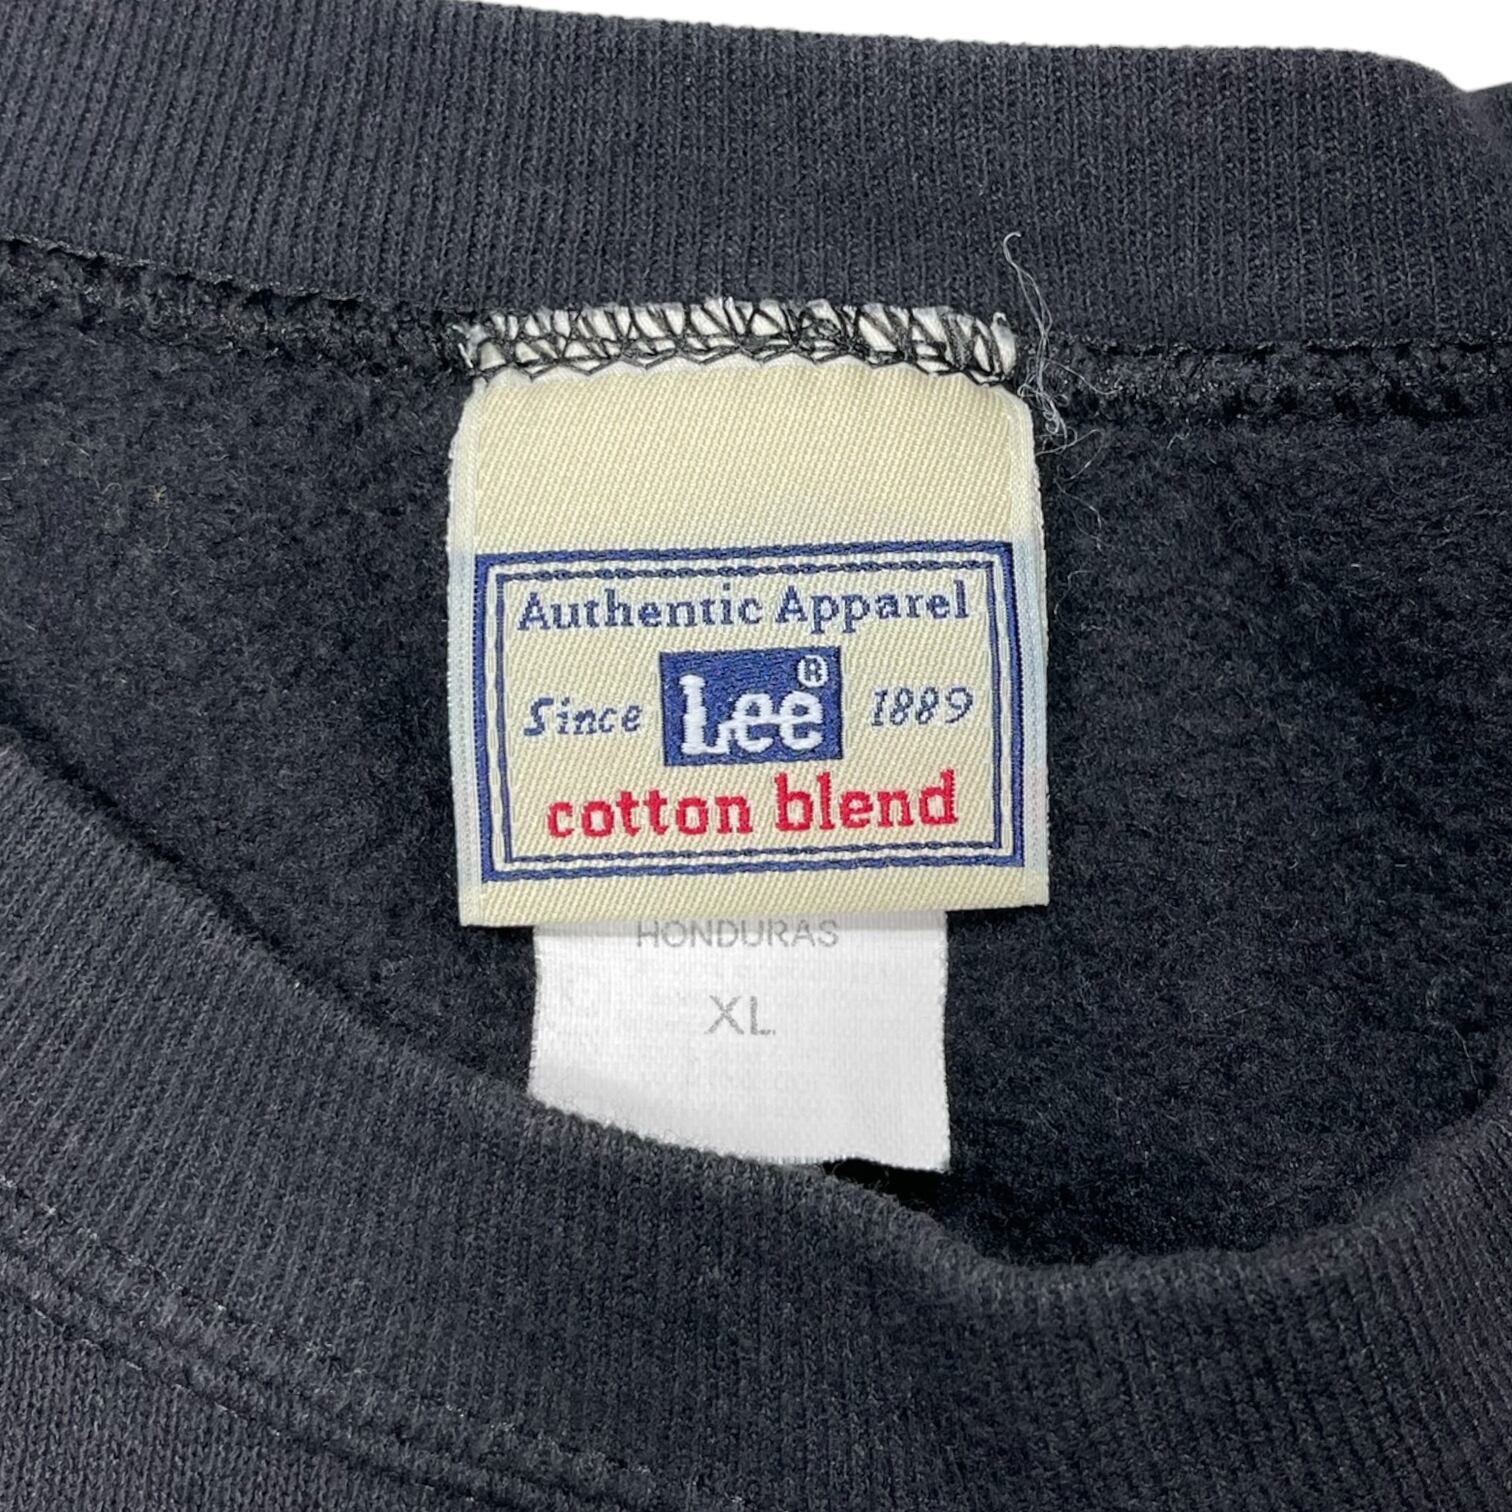 Authentic Apparel
Since Lee® 1889
cotton blend
HONDURAS
XL